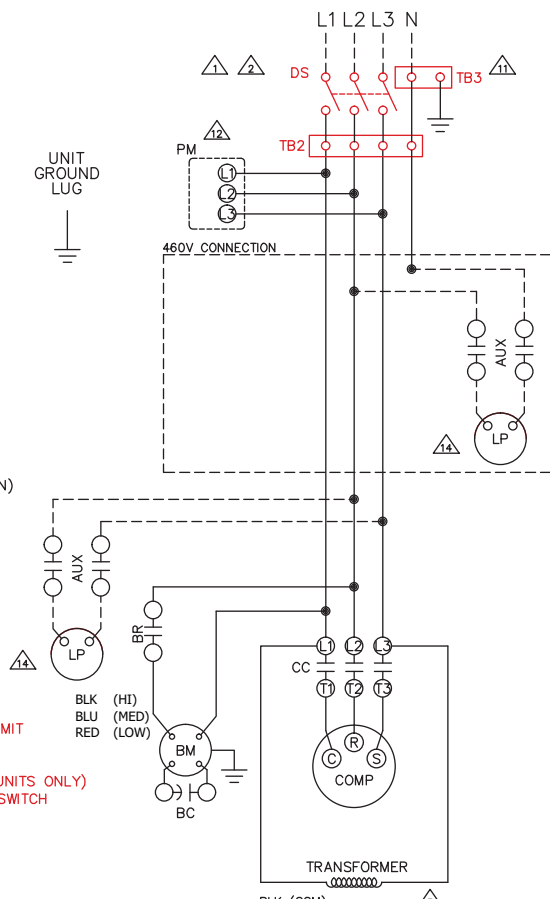 L1 L2 L3 N
1 2 DS TB3 11
12 TB2
PM
L1
L2
L3
UNIT
GROUND
LUG
460V CONNECTION
AUX
LP
14
N)
AUX
LP
14
BR
BLK (HI)
BLU (MED)
RED (LOW)
MIT
UNITS ONLY)
SWITCH
BM
BC
L1 L2 L3
CC
T1 T2 T3
C R S
COMP
TRANSFORMER
BLK (COM)